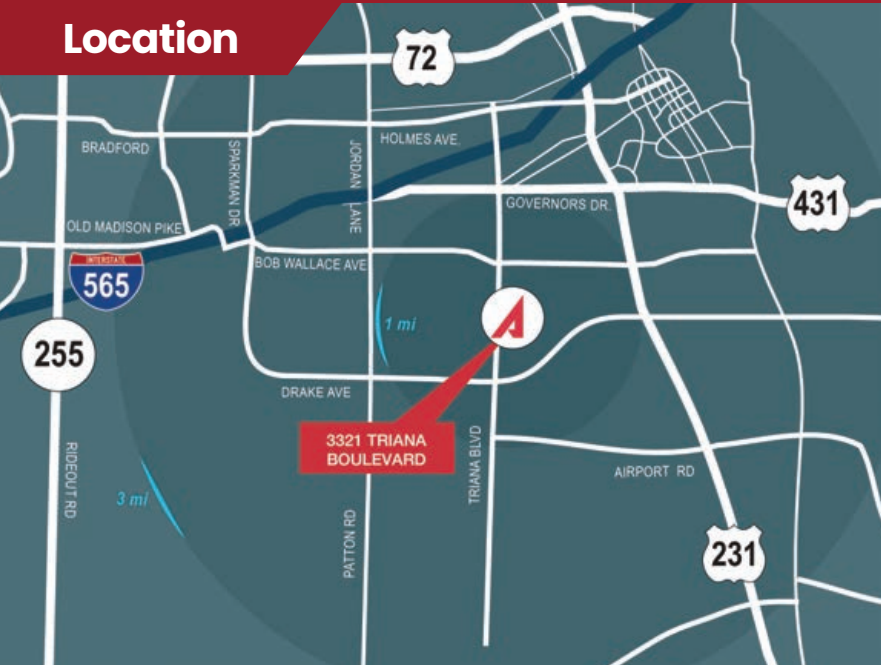 Location
72
HOLMES AVE.
BRADFORD
SPARKMAN DR
JORDAN LANE
GOVERNORS DR.
431
OLD MADISON PIKE
INTERSTATE
565
BOB WALLACE AVE
1 mi
255
DRAKE AVE
3321 TRIANA
BOULEVARD
TRIANA BLVD
AIRPORT RD
RIDEOUT RD
3 mi
PATTON RD
231